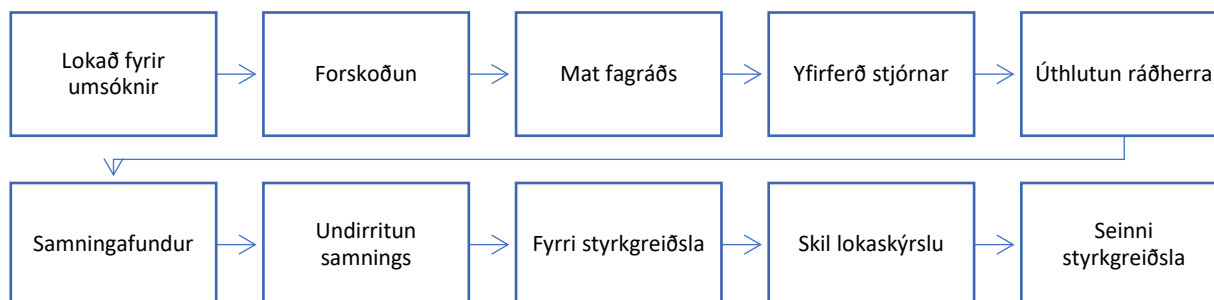 Lokað fyrir
umsóknir
Forskoðun
Mat fagráðs
Yfirferð stjórnar
Úthlutun ráðherra
Samningafundur
Undirritun
samnings
Fyrri styrkgreiðsla
Skil lokaskýrslu
Seinni
styrkgreiðsla